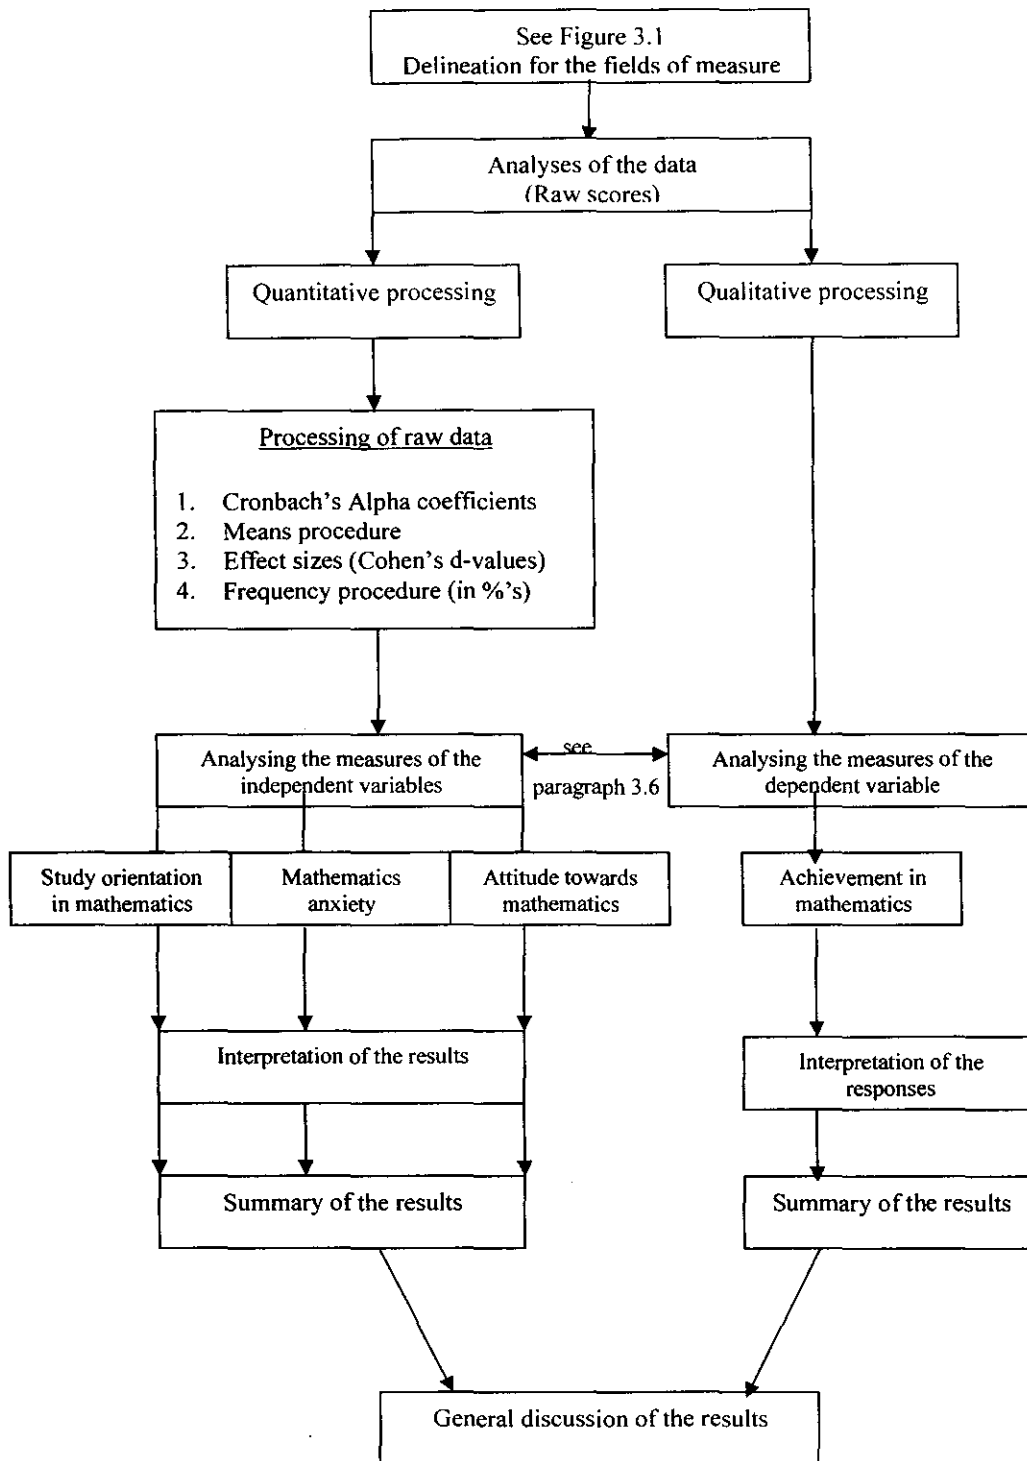 See Figure 3.1
Delineation for the fields of measure
Analyses of the data
(Raw scores)
Quantitative processing
Qualitative processing
Processing of raw data
1. Cronbach's Alpha coefficients
2. Means procedure
3. Effect sizes (Cohen's d-values)
4. Frequency procedure (in %'s)
Analysing the measures of the
independent variables
see
paragraph 3.6
Analysing the measures of the
dependent variable
Study orientation
in mathematics
Mathematics
anxiety
Attitude towards
mathematics
Achievement in
mathematics
Interpretation of the results
Interpretation of the
responses
Summary of the results
Summary of the results
General discussion of the results